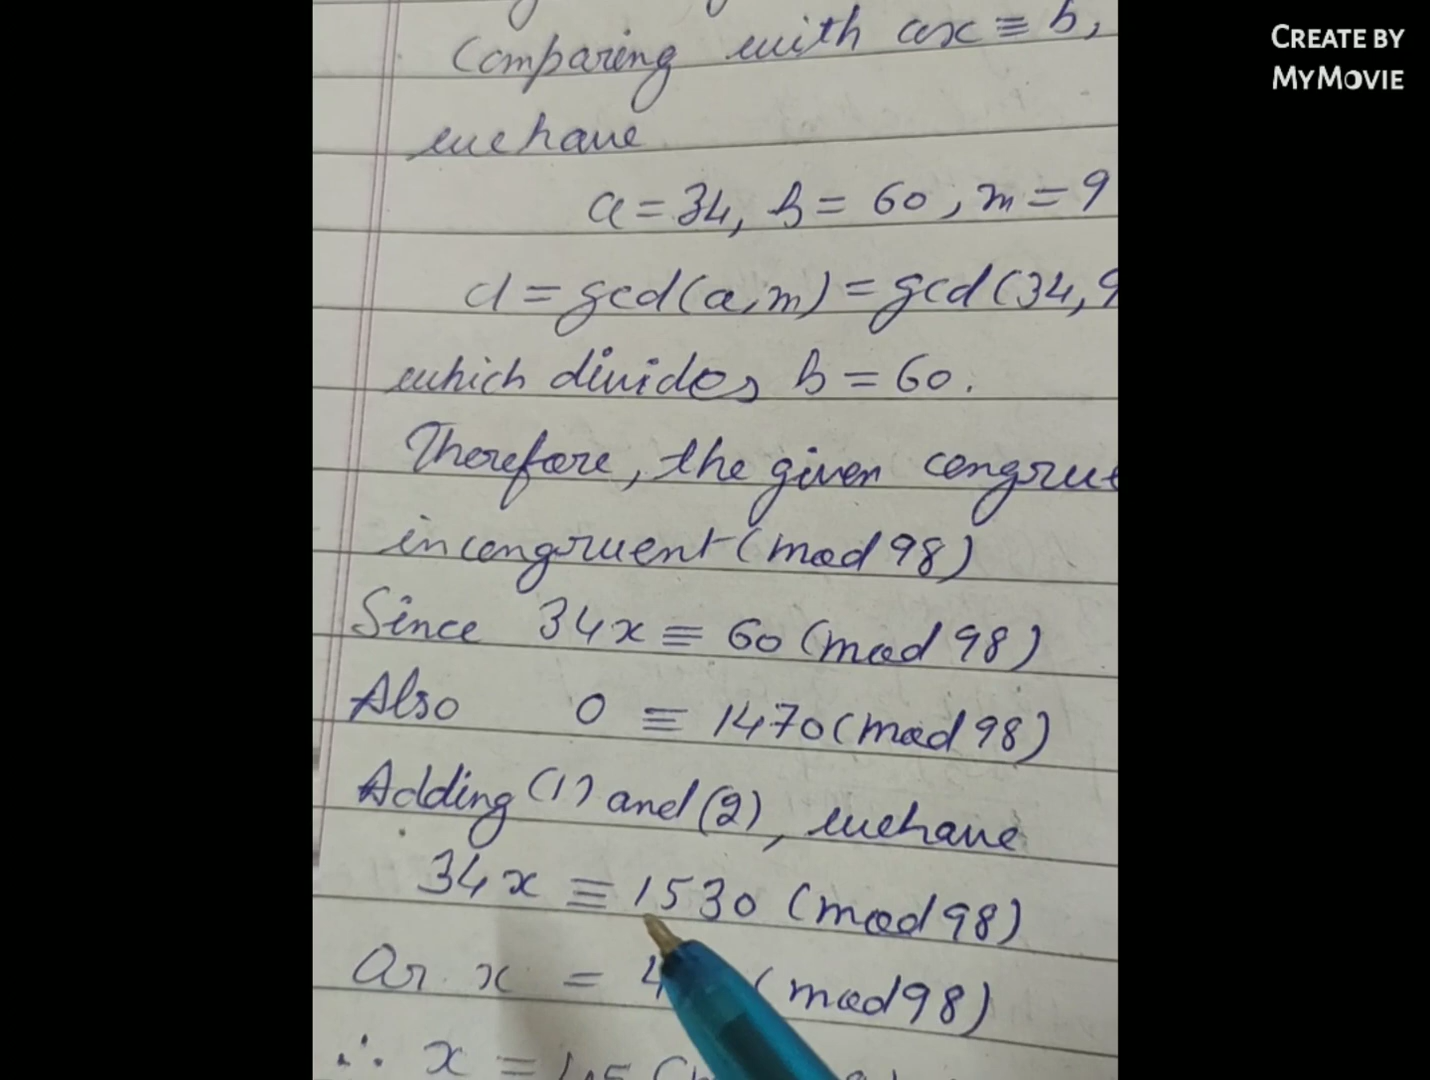 Comparing with ax ≡ b,
we have
a = 34, b = 60, m = 9
d = gcd(a, m) = gcd(34, 9
which divides b = 60.
Therefore, the given congrue
incongruent (mod 98)
Since 34x ≡ 60 (mod 98)
Also 0 ≡ 1470 (mod 98)
Adding (1) and (2), we have
34x ≡ 1530 (mod 98)
Or x = 4 (mod 98)
∴ x =
CREATE BY
MYMOVIE